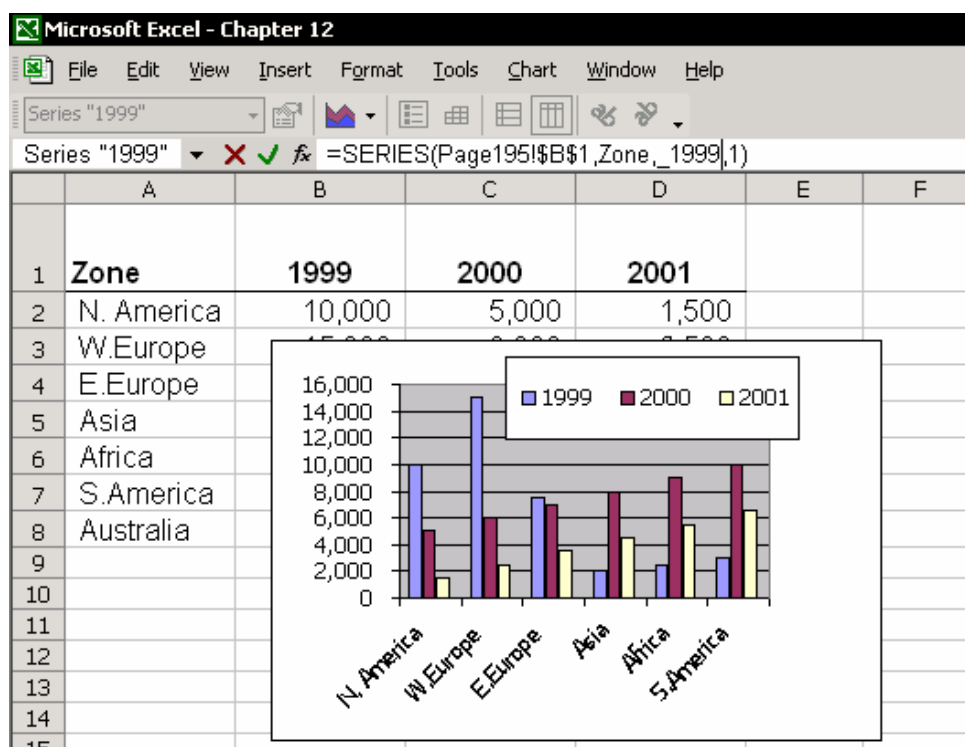 Microsoft Excel - Chapter 12
File Edit View Insert Format Tools Chart Window Help
Series "1999"
Series "1999" fx =SERIES(Page195!$B$1,Zone,_1999,1)
A B C D E F
1 Zone 1999 2000 2001
2 N. America 10,000 5,000 1,500
3 W.Europe
4 E.Europe
5 Asia
6 Africa
7 S.America
8 Australia
9
10
11
12
13
14
1999 2000 2001
16,000
14,000
12,000
10,000
8,000
6,000
4,000
2,000
0
N. America W.Europe E.Europe Asia Africa S.America